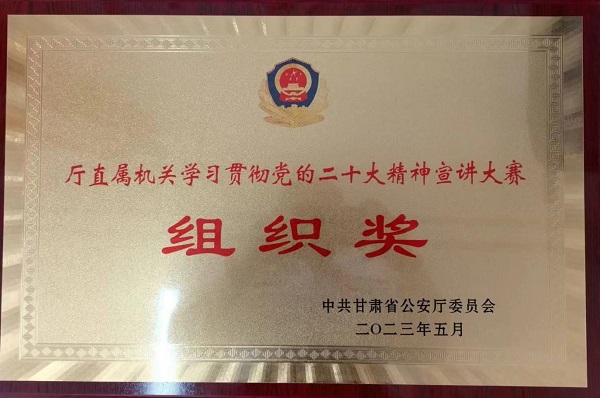 厅直属机关学习贯彻党的二十大精神宣讲大赛
组织奖
中共甘肃省公安厅委员会
二〇二三年五月